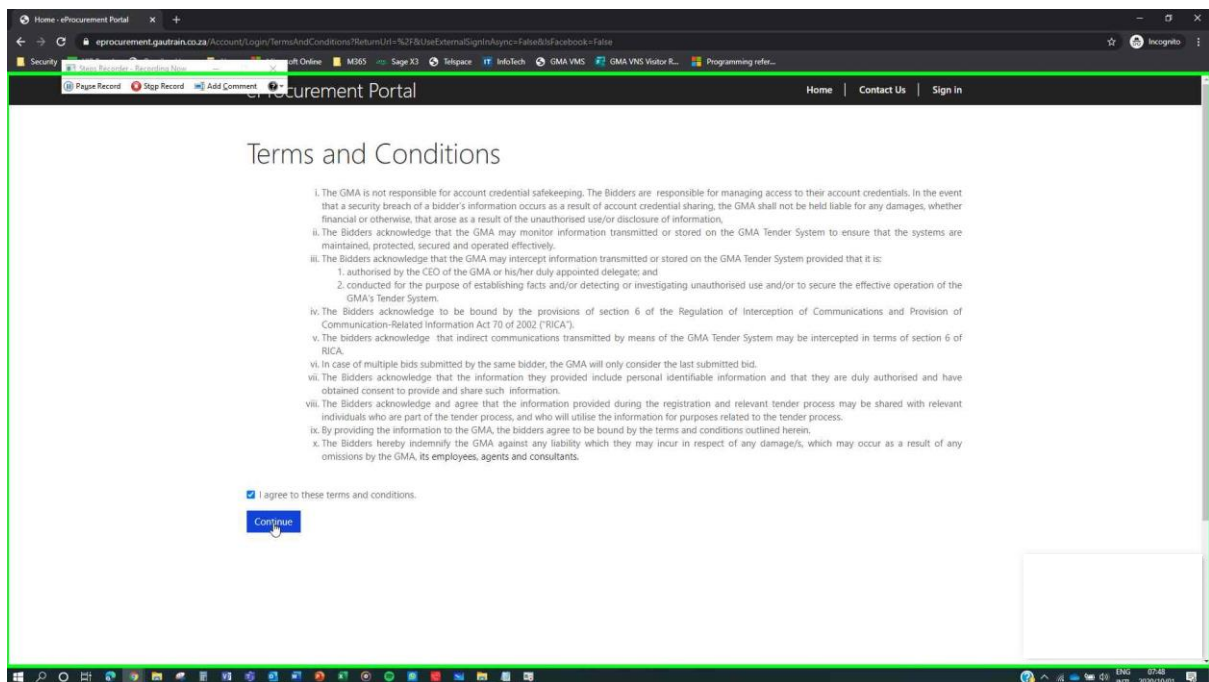 Home - eProcurement Portal
eprocurement.gautrain.co.za/Account/Login/TermsAndConditions?ReturnUrl=%2F&UseExternalSignInAsync=False&IsFacebook=False
Incognito
Security
oft Online M365 Sage X3 Telspace InfoTech GMA VMS GMA VNS Visitor R... Programming refer...
Steps Recorder - Recording Now
Pause Record Stop Record Add Comment
urement Portal
Home | Contact Us | Sign in
Terms and Conditions
i. The GMA is not responsible for account credential safekeeping. The Bidders are responsible for managing access to their account credentials. In the event
that a security breach of a bidder's information occurs as a result of account credential sharing, the GMA shall not be held liable for any damages, whether
financial or otherwise, that arose as a result of the unauthorised use/or disclosure of information,
ii. The Bidders acknowledge that the GMA may monitor information transmitted or stored on the GMA Tender System to ensure that the systems are
maintained, protected, secured and operated effectively.
iii. The Bidders acknowledge that the GMA may intercept information transmitted or stored on the GMA Tender System provided that it is:
1. authorised by the CEO of the GMA or his/her duly appointed delegate; and
2. conducted for the purpose of establishing facts and/or detecting or investigating unauthorised use and/or to secure the effective operation of the
GMA's Tender System.
iv. The Bidders acknowledge to be bound by the provisions of section 6 of the Regulation of Interception of Communications and Provision of
Communication-Related Information Act 70 of 2002 ("RICA").
v. The bidders acknowledge that indirect communications transmitted by means of the GMA Tender System may be intercepted in terms of section 6 of
RICA.
vi. In case of multiple bids submitted by the same bidder, the GMA will only consider the last submitted bid.
vii. The Bidders acknowledge that the information they provided include personal identifiable information and that they are duly authorised and have
obtained consent to provide and share such information.
viii. The Bidders acknowledge and agree that the information provided during the registration and relevant tender process may be shared with relevant
individuals who are part of the tender process, and who will utilise the information for purposes related to the tender process.
ix. By providing the information to the GMA, the bidders agree to be bound by the terms and conditions outlined herein.
x. The Bidders hereby indemnify the GMA against any liability which they may incur in respect of any damage/s, which may occur as a result of any
omissions by the GMA, its employees, agents and consultants.
I agree to these terms and conditions.
Continue
ENG 07:48
INTL 2020/10/01